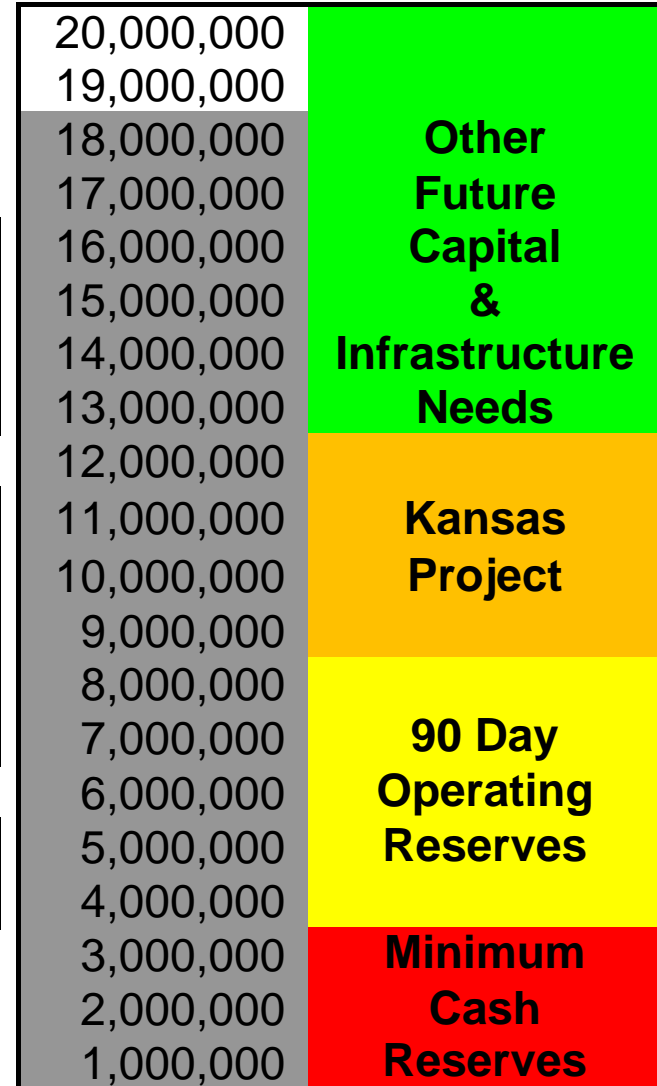 20,000,000
19,000,000
18,000,000 Other
17,000,000 Future
16,000,000 Capital
15,000,000 &
14,000,000 Infrastructure
13,000,000 Needs
12,000,000
11,000,000 Kansas
10,000,000 Project
9,000,000
8,000,000
7,000,000 90 Day
6,000,000 Operating
5,000,000 Reserves
4,000,000
3,000,000 Minimum
2,000,000 Cash
1,000,000 Reserves